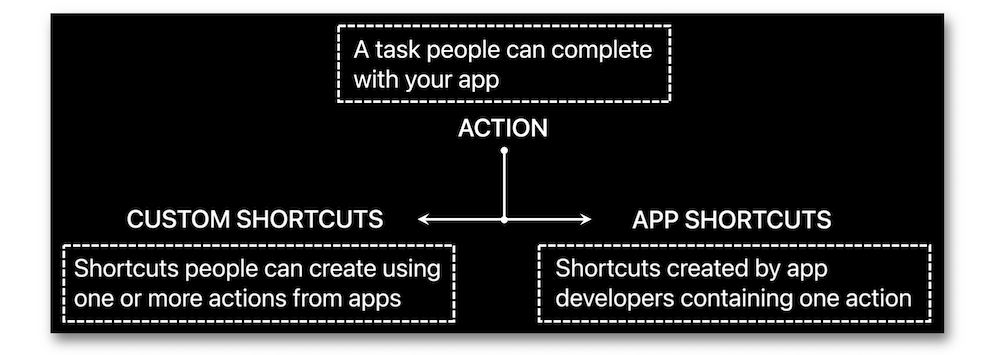 A task people can complete
with your app
ACTION
CUSTOM SHORTCUTS
APP SHORTCUTS
Shortcuts people can create using
one or more actions from apps
Shortcuts created by app
developers containing one action